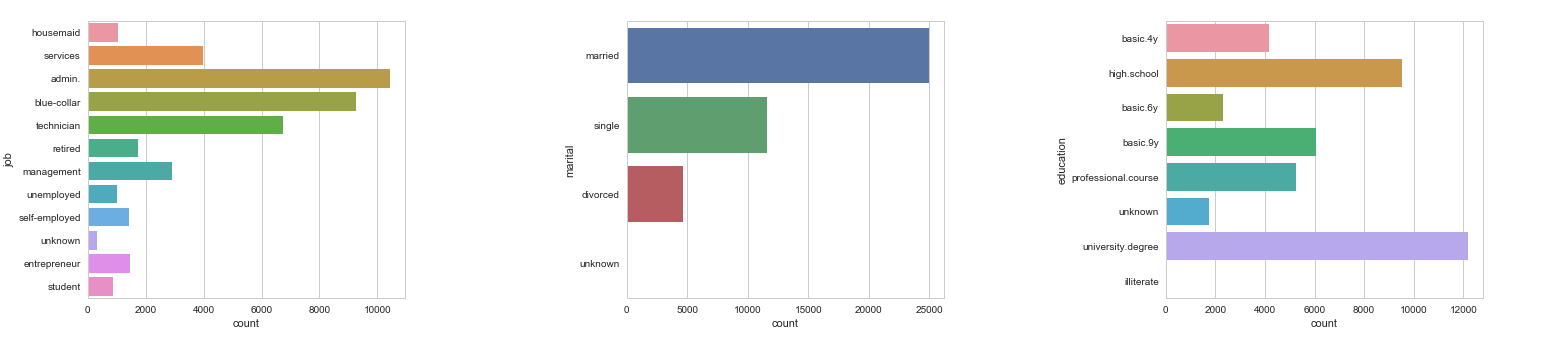 job
housemaid
services
admin.
blue-collar
technician
retired
management
unemployed
self-employed
unknown
entrepreneur
student
0 2000 4000 6000 8000 10000
count
marital
married
single
divorced
unknown
0 5000 10000 15000 20000 25000
count
education
basic.4y
high.school
basic.6y
basic.9y
professional.course
unknown
university.degree
illiterate
0 2000 4000 6000 8000 10000 12000
count